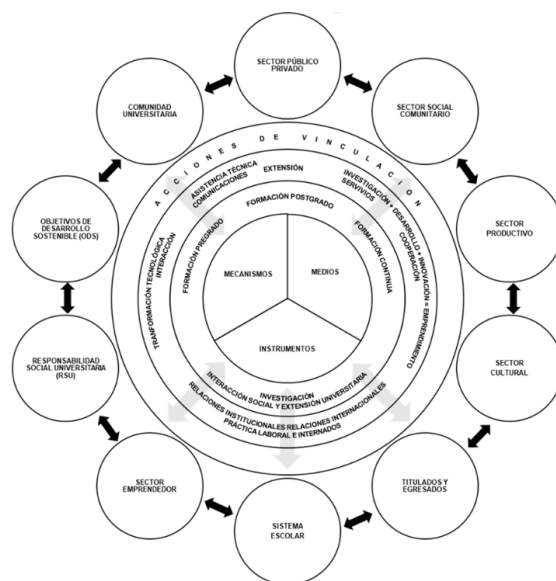 SECTOR PÚBLICO
PRIVADO
COMUNIDAD
UNIVERSITARIA
SECTOR SOCIAL
COMUNITARIO
OBJETIVOS DE
DESARROLLO
SOSTENIBLE (ODS)
SECTOR
PRODUCTIVO
RESPONSABILIDAD
SOCIAL UNIVERSITARIA
(RSU)
SECTOR
CULTURAL
SECTOR
EMPRENDEDOR
TITULADOS Y
EGRESADOS
SISTEMA
ESCOLAR
ACCIONES DE VINCULACIÓN
ASISTENCIA TÉCNICA
COMUNICACIONES
EXTENSIÓN
INVESTIGACIÓN + DESARROLLO + INNOVACIÓN = EMPRENDIMIENTO
SERVIVIOS
COOPERACIÓN
TRANFORMACIÓN TECNOLÓGICA
INTERACCIÓN
FORMACIÓN PREGRADO
FORMACIÓN POSTGRADO
FORMACIÓN CONTINUA
MECANISMOS
MEDIOS
INSTRUMENTOS
INVESTIGACIÓN
INTERACCIÓN SOCIAL Y EXTENSIÓN UNIVERSITARIA
RELACIONES INSTITUCIONALES RELACIONES INTERNACIONALES
PRÁCTICA LABORAL E INTERNADOS